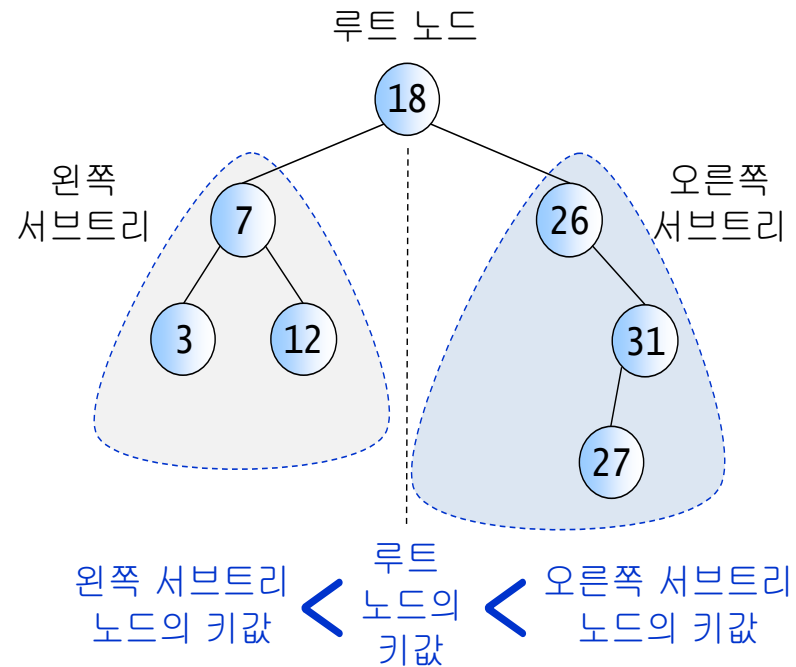 루트 노드
18
왼쪽
서브트리
오른쪽
서브트리
7
26
3
12
31
27
왼쪽 서브트리
노드의 키값
<
루트
노드의
키값
<
오른쪽 서브트리
노드의 키값